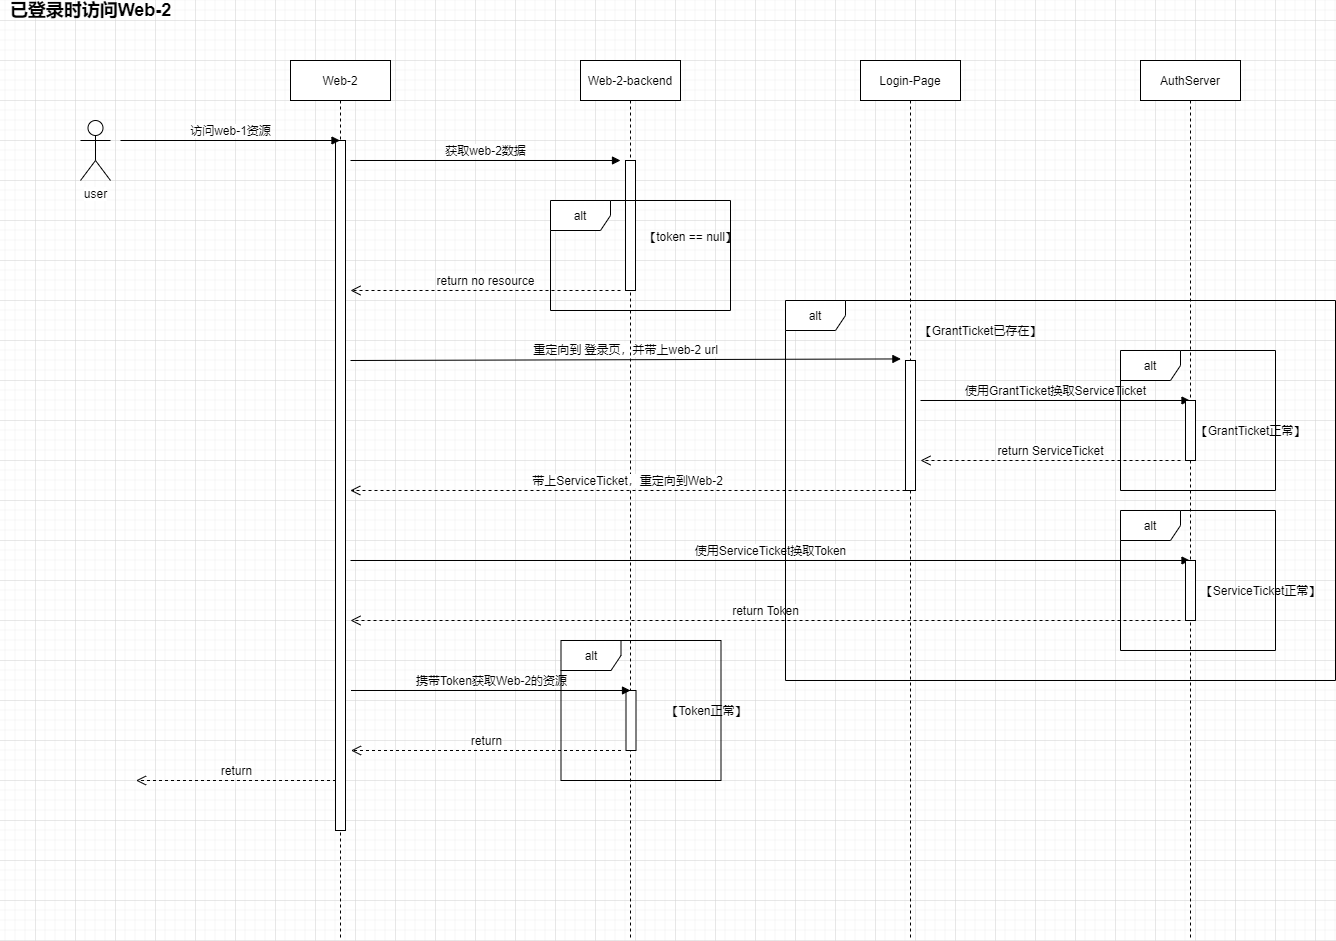 已登录时访问Web-2
Web-2
Web-2-backend
Login-Page
AuthServer
访问web-1资源
获取web-2数据
user
alt
【token == null】
return no resource
alt
【GrantTicket已存在】
重定向到 登录页，并带上web-2 url
alt
使用GrantTicket换取ServiceTicket
【GrantTicket正常】
return ServiceTicket
带上ServiceTicket，重定向到Web-2
alt
使用ServiceTicket换取Token
【ServiceTicket正常】
return Token
alt
携带Token获取Web-2的资源
【Token正常】
return
return